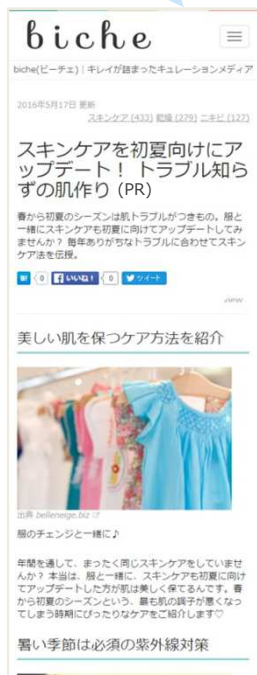 biche
biche(ビーチェ)｜キレイが詰まったキュレーションメディア
2016年5月17日 更新
スキンケア (433) 乾燥 (279) ニキビ (127)
スキンケアを初夏向けにア
ップデート！ トラブル知ら
ずの肌作り (PR)
春から初夏のシーズンは肌トラブルがつきもの。服と
一緒にスキンケアも初夏に向けてアップデートしてみ
ませんか？ 毎年ありがちなトラブルに合わせてスキン
ケア法を伝授。
B! 0 いいね！ 0 ツイート
view
美しい肌を保つケア方法を紹介
出典 belleneige.biz
服のチェンジと一緒に♪
年間を通して、まったく同じスキンケアをしていませ
んか？ 本当は、服と一緒に、スキンケアも初夏に向け
てアップデートした方が肌は美しく保てるんです。春
から初夏のシーズンという、最も肌の調子が悪くなっ
てしまう時期にぴったりなケアをご紹介します♡
暑い季節は必須の紫外線対策